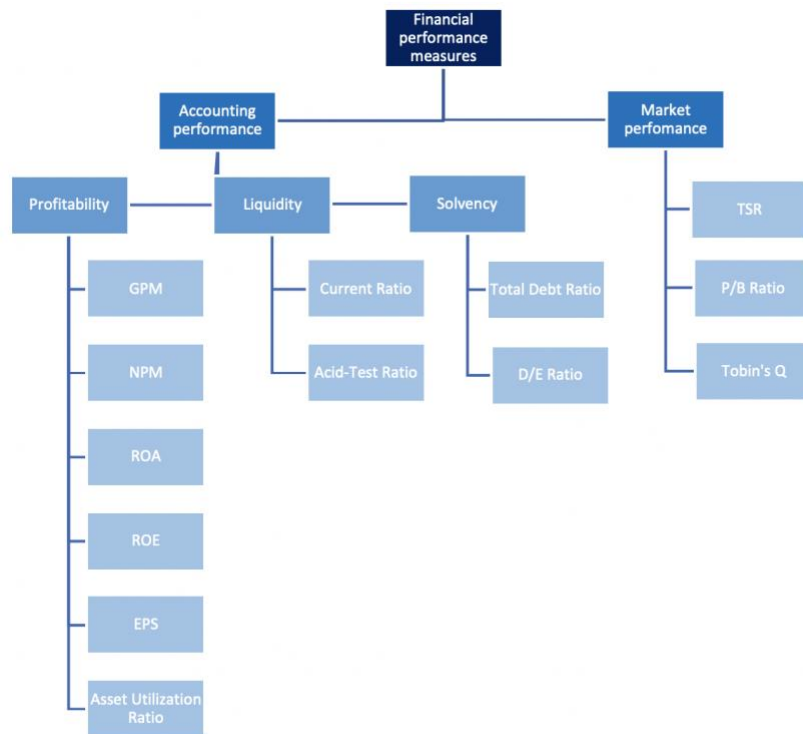 Financial
performance
measures
Accounting
performance
Market
perfomance
Profitability
Liquidity
Solvency
TSR
GPM
Current Ratio
Total Debt Ratio
P/B Ratio
NPM
Acid-Test Ratio
D/E Ratio
Tobin's Q
ROA
ROE
EPS
Asset Utilization
Ratio